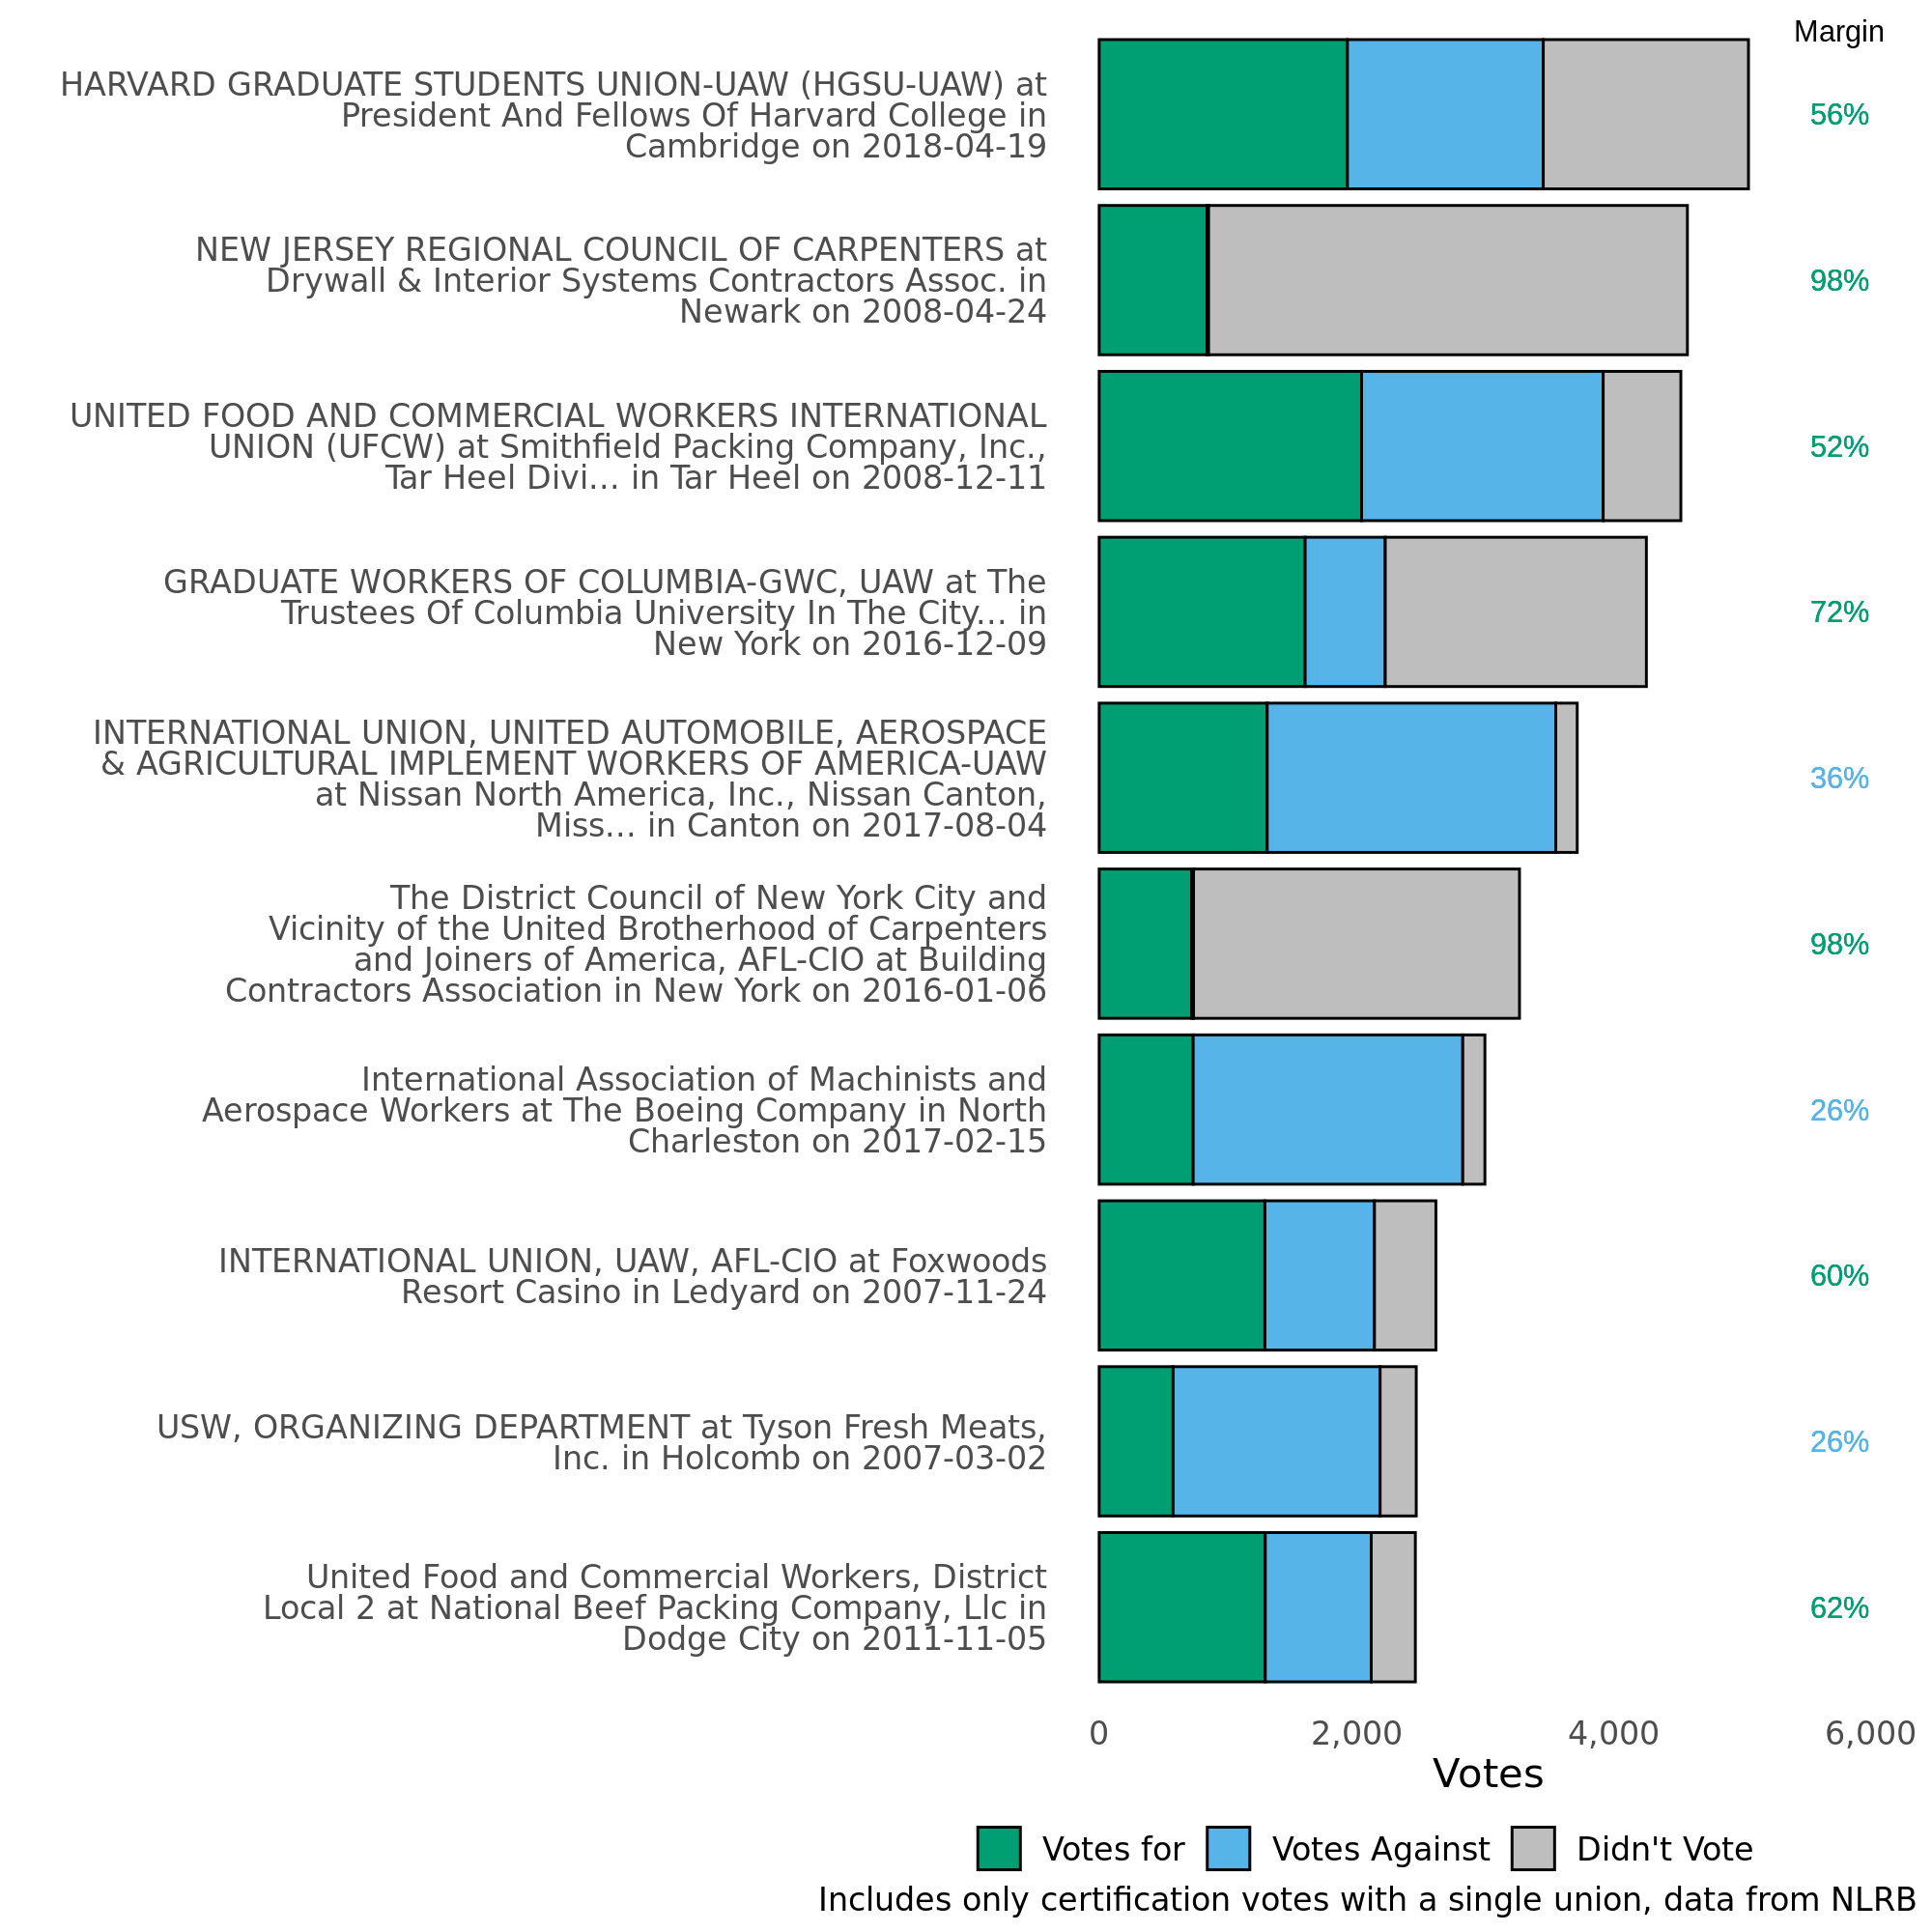 Margin
HARVARD GRADUATE STUDENTS UNION-UAW (HGSU-UAW) at
President And Fellows Of Harvard College in
Cambridge on 2018-04-19
56%
NEW JERSEY REGIONAL COUNCIL OF CARPENTERS at
Drywall & Interior Systems Contractors Assoc. in
Newark on 2008-04-24
98%
UNITED FOOD AND COMMERCIAL WORKERS INTERNATIONAL
UNION (UFCW) at Smithfield Packing Company, Inc.,
Tar Heel Divi... in Tar Heel on 2008-12-11
52%
GRADUATE WORKERS OF COLUMBIA-GWC, UAW at The
Trustees Of Columbia University In The City... in
New York on 2016-12-09
72%
INTERNATIONAL UNION, UNITED AUTOMOBILE, AEROSPACE
& AGRICULTURAL IMPLEMENT WORKERS OF AMERICA-UAW
at Nissan North America, Inc., Nissan Canton,
Miss... in Canton on 2017-08-04
36%
The District Council of New York City and
Vicinity of the United Brotherhood of Carpenters
and Joiners of America, AFL-CIO at Building
Contractors Association in New York on 2016-01-06
98%
International Association of Machinists and
Aerospace Workers at The Boeing Company in North
Charleston on 2017-02-15
26%
INTERNATIONAL UNION, UAW, AFL-CIO at Foxwoods
Resort Casino in Ledyard on 2007-11-24
60%
USW, ORGANIZING DEPARTMENT at Tyson Fresh Meats,
Inc. in Holcomb on 2007-03-02
26%
United Food and Commercial Workers, District
Local 2 at National Beef Packing Company, Llc in
Dodge City on 2011-11-05
62%
0 2,000 4,000 6,000
Votes
Votes for Votes Against Didn't Vote
Includes only certification votes with a single union, data from NLRB